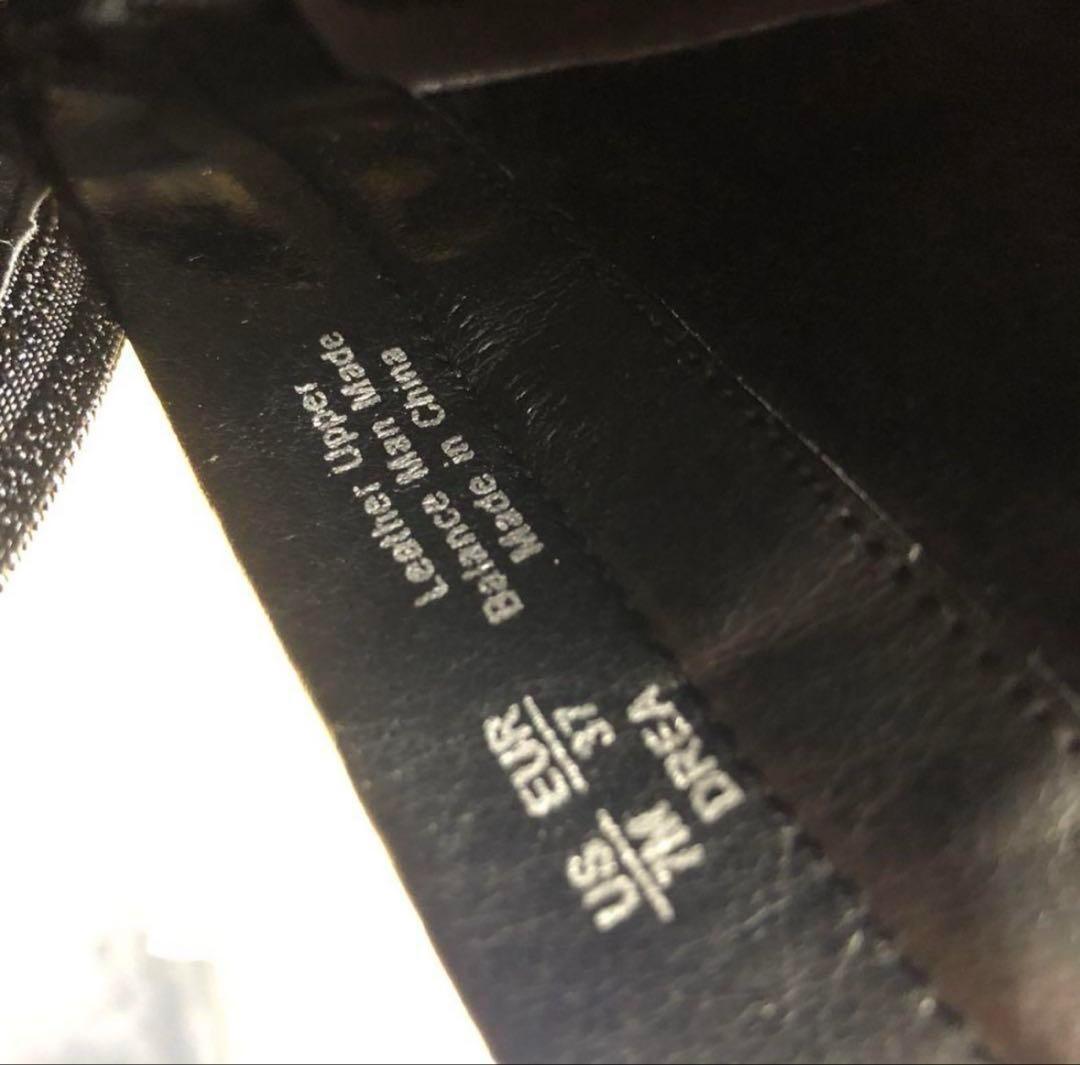 Leather Upper
Balance Man Made
Made in China
US EUR
7M 37
DREA